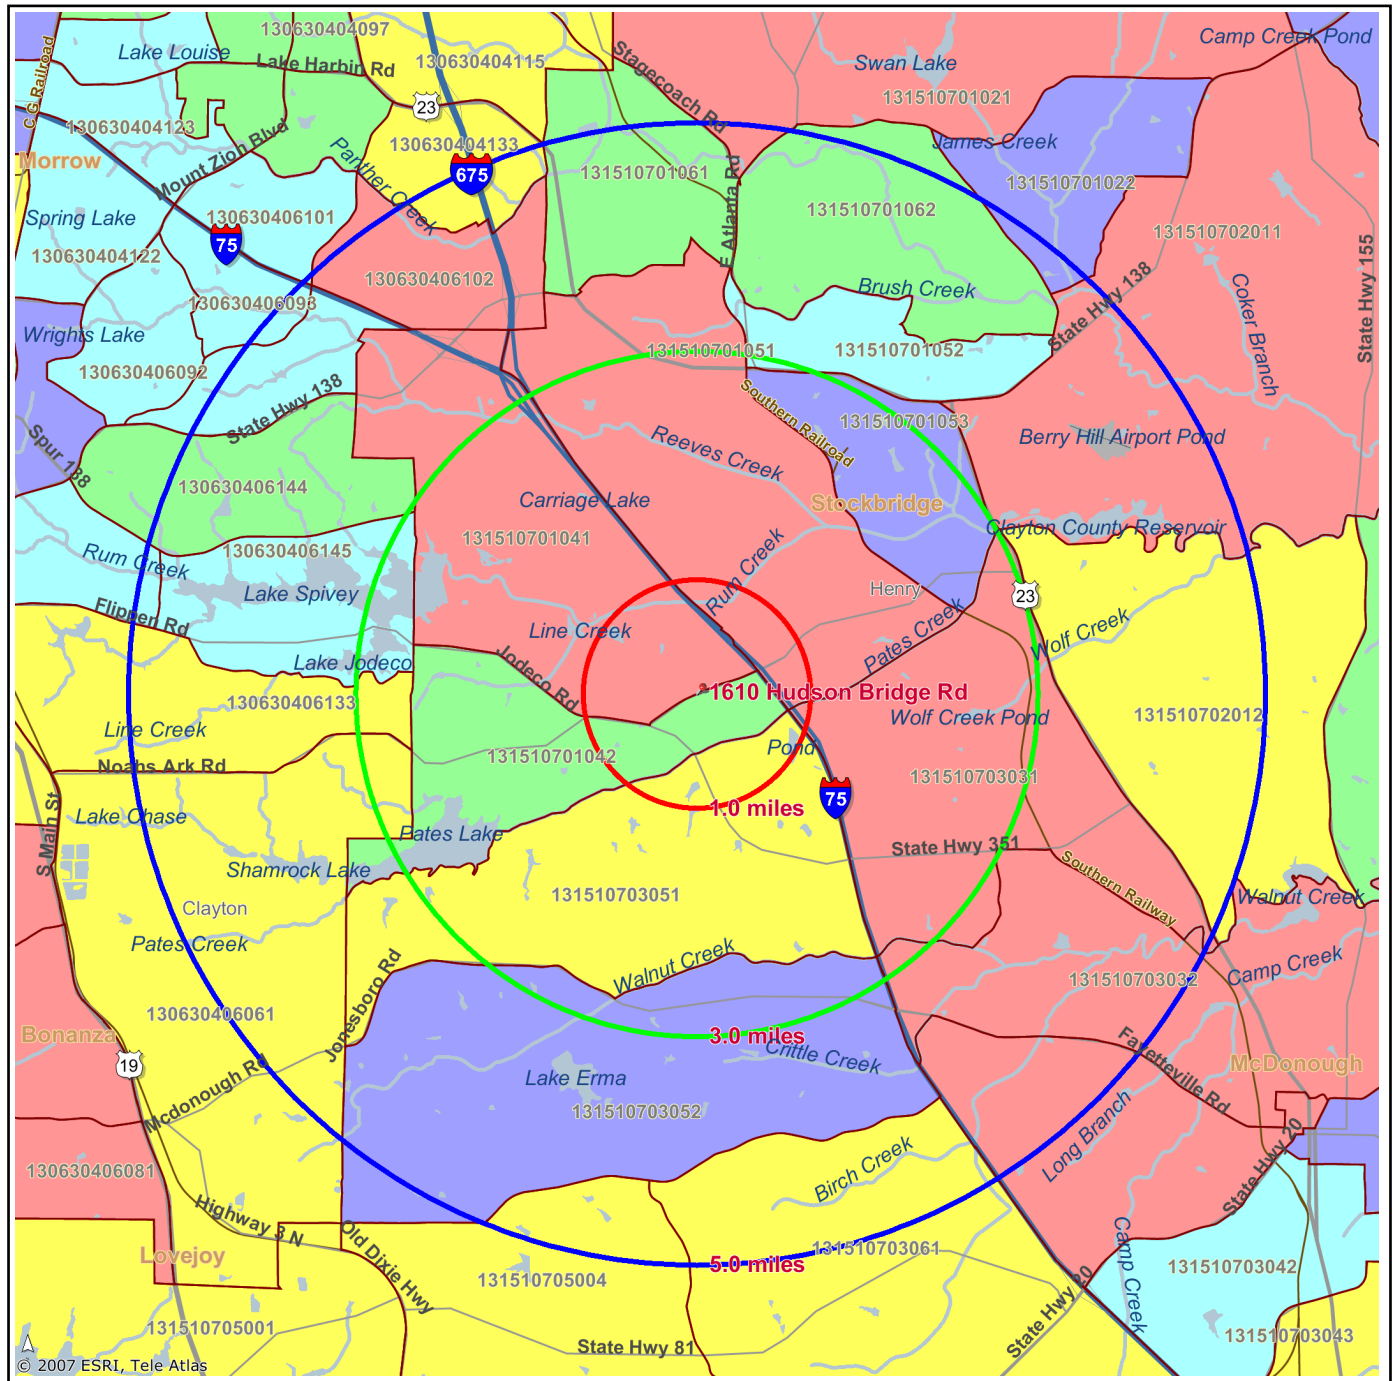 130630404097
Lake Louise
Lake Harbin Rd
130630404115
Stagecoach Rd
Swan Lake
Camp Creek Pond
C G Railroad
131510701021
23
130630404123
Mount Zion Blvd
130630404133
James Creek
Morrow
Panther Creek
675
131510701061
E Atlanta Rd
131510701022
Spring Lake
130630406101
131510701062
131510702011
75
130630404122
130630406102
Brush Creek
State Hwy 138
Coker Branch
State Hwy 155
130630406093
Wrights Lake
131510701051
131510701052
130630406092
State Hwy 138
Southern Railroad
131510701053
Spur 138
Reeves Creek
Berry Hill Airport Pond
130630406144
Carriage Lake
Stockbridge
Clayton County Reservoir
131510701041
Rum Creek
130630406145
Rum Creek
Lake Spivey
Henry
23
Flippen Rd
Line Creek
Pates Creek
Wolf Creek
Lake Jodeco
Jodeco Rd
1610 Hudson Bridge Rd
130630406133
Wolf Creek Pond
131510702012
Line Creek
131510701042
Pond
Noahs Ark Rd
131510703031
75
S Main St
Lake Chase
1.0 miles
Pates Lake
State Hwy 351
Shamrock Lake
Southern Railway
131510703051
Walnut Creek
Clayton
Pates Creek
Jonesboro Rd
Walnut Creek
Camp Creek
131510703032
130630406061
Bonanza
3.0 miles
Fayetteville Rd
19
Crittle Creek
McDonough
Mcdonough Rd
Lake Erma
131510703052
Long Branch
State Hwy 20
130630406081
Birch Creek
Highway 3 N
Old Dixie Hwy
Camp Creek
Lovejoy
131510703061
5.0 miles
131510705004
131510703042
State Hwy 20
131510705001
State Hwy 81
131510703043
© 2007 ESRI, Tele Atlas